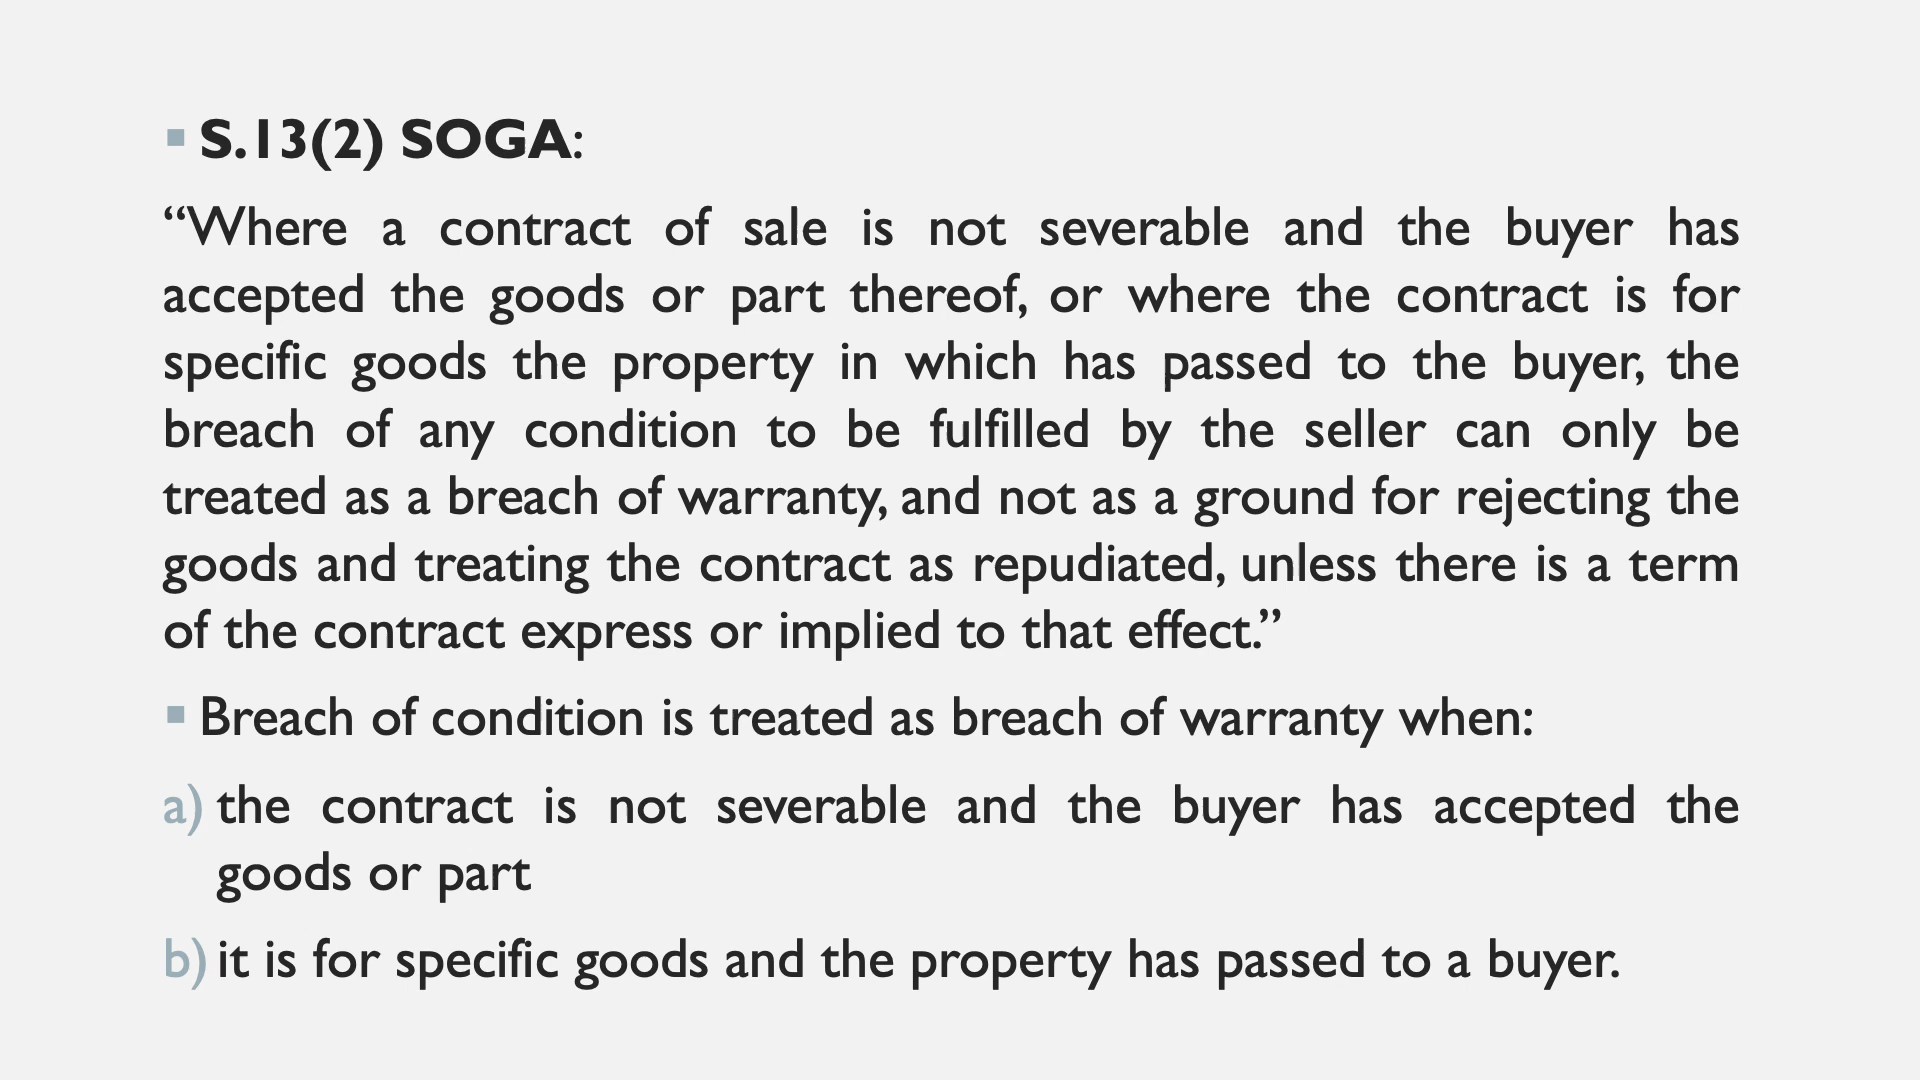 ▪ S.13(2) SOGA:
“Where a contract of sale is not severable and the buyer has
accepted the goods or part thereof, or where the contract is for
specific goods the property in which has passed to the buyer, the
breach of any condition to be fulfilled by the seller can only be
treated as a breach of warranty, and not as a ground for rejecting the
goods and treating the contract as repudiated, unless there is a term
of the contract express or implied to that effect.”
▪ Breach of condition is treated as breach of warranty when:
a) the contract is not severable and the buyer has accepted the
goods or part
b) it is for specific goods and the property has passed to a buyer.